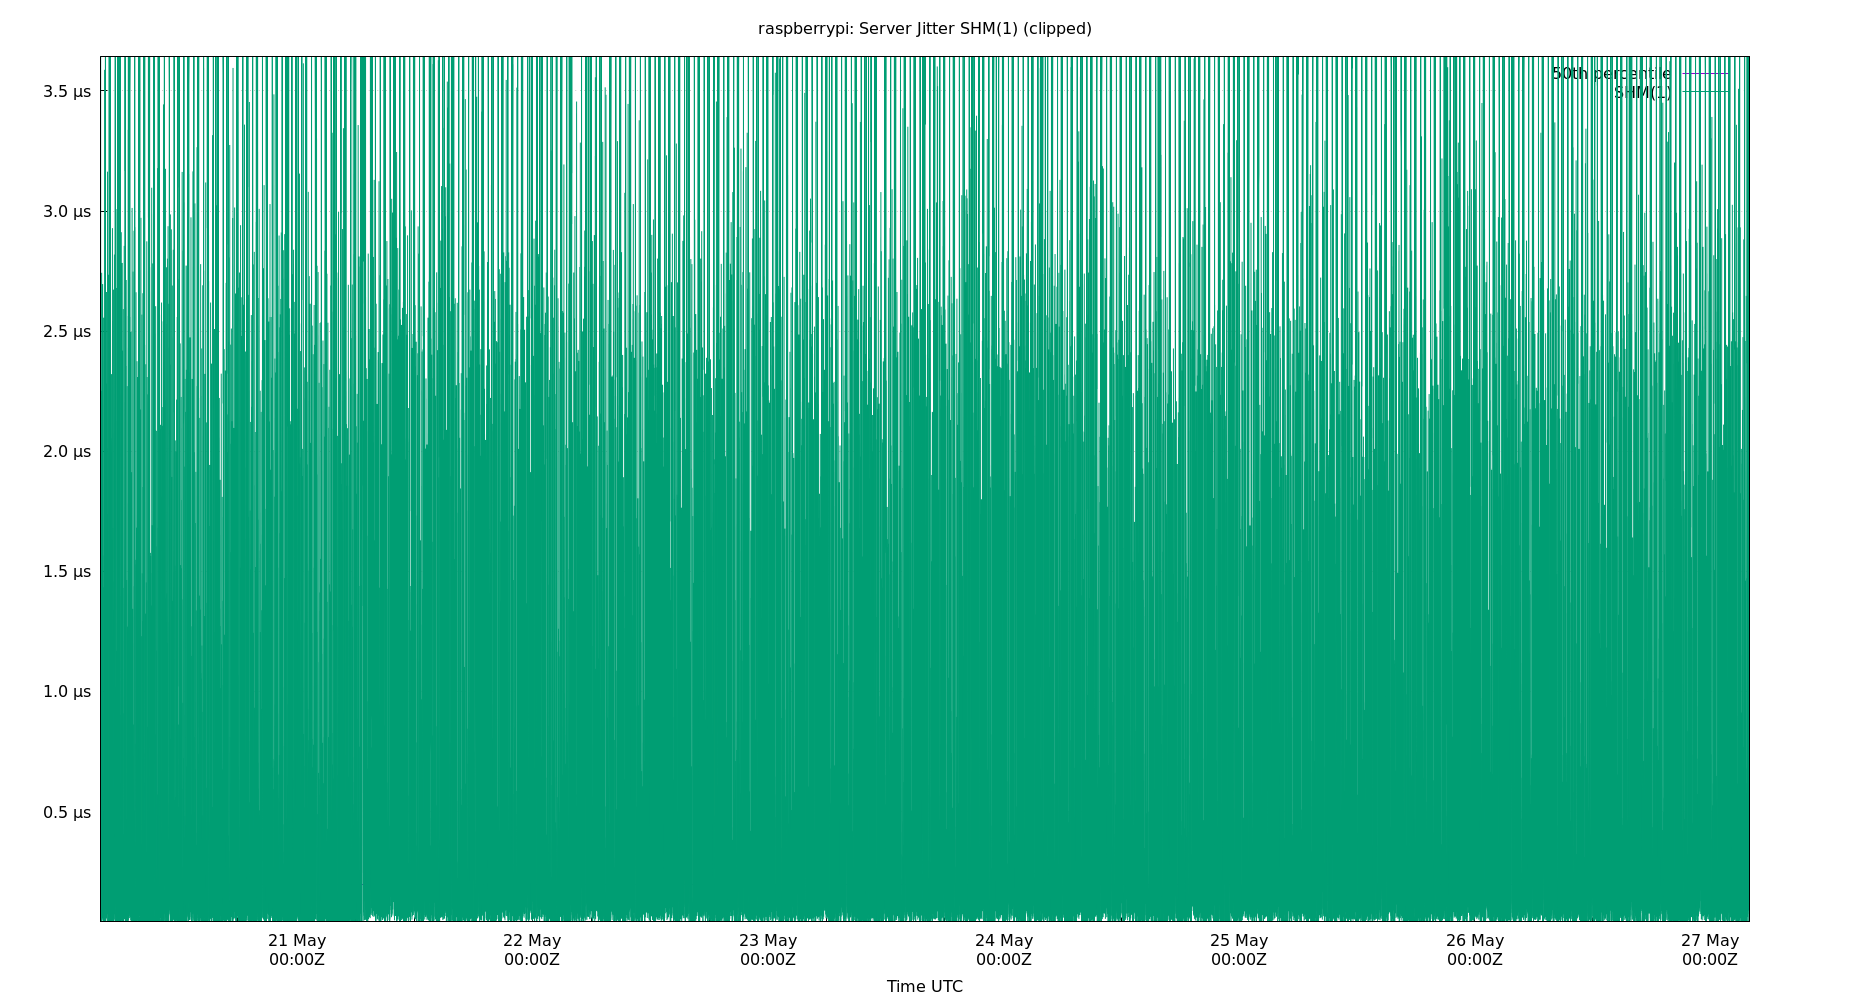 raspberrypi: Server Jitter SHM(1) (clipped)
50th percentile
SHM(1)
3.5 µs
3.0 µs
2.5 µs
2.0 µs
1.5 µs
1.0 µs
0.5 µs
21 May
00:00Z
22 May
00:00Z
23 May
00:00Z
24 May
00:00Z
25 May
00:00Z
26 May
00:00Z
27 May
00:00Z
Time UTC